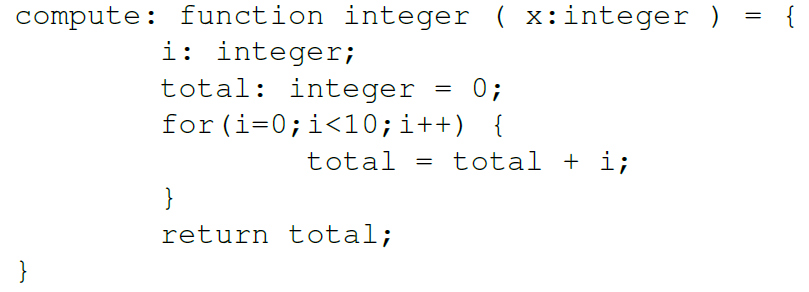 compute: function integer ( x:integer ) = {
i: integer;
total: integer = 0;
for(i=0;i<10;i++) {
total = total + i;
}
return total;
}